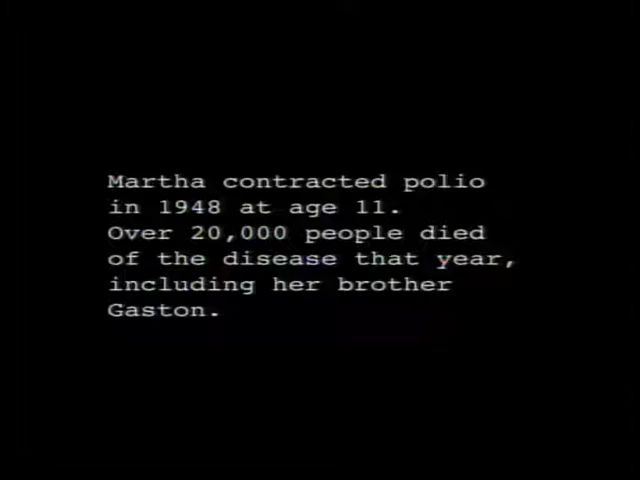 Martha contracted polio
in 1948 at age 11.
Over 20,000 people died
of the disease that year,
including her brother
Gaston.